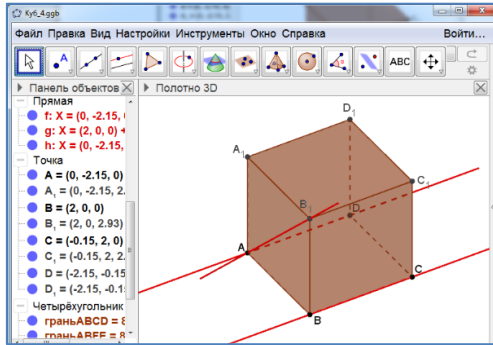 Ку6_4.ggb
Файл Правка Вид Настройки Инструменты Окно Справка Войти...
ABC
Панель объектов
Полотно 3D
Прямая
f: X = (0, -2.15,
g: X = (2, 0, 0) +
h: X = (0, -2.15,
Точка
A = (0, -2.15, 0)
A₁ = (0, -2.15, 2.
B = (2, 0, 0)
B₁ = (2, 0, 2.93)
C = (-0.15, 2, 0)
C₁ = (-0.15, 2, 2.
D = (-2.15, -0.15
D₁ = (-2.15, -0.1
Четырёхугольник
граньABCD = 8
граньABFE = 8
D₁
A₁
C₁
B₁
D
A
C
B